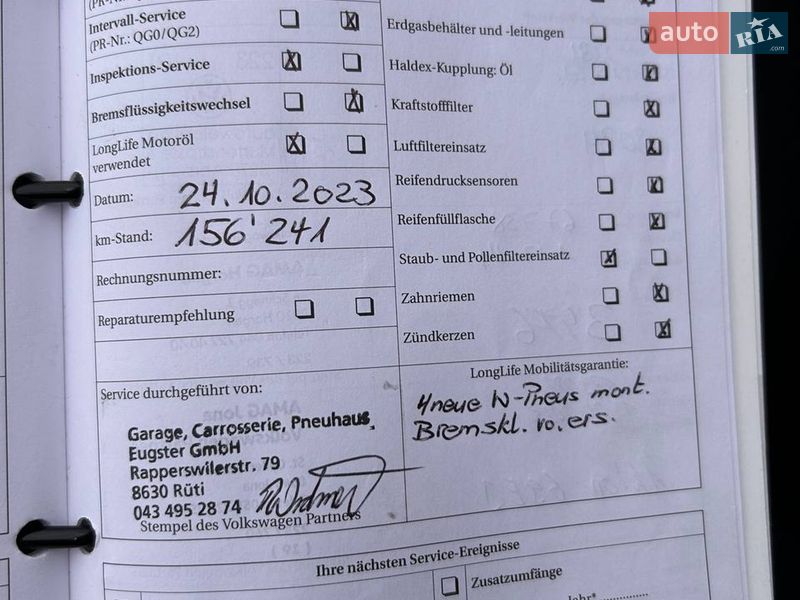 Intervall-Service
(PR-Nr.: QG0/QG2)
Inspektions-Service
Bremsflüssigkeitswechsel
LongLife Motoröl
verwendet
Datum: 24.10.2023
km-Stand: 156'241
Rechnungsnummer:
Reparaturempfehlung
Erdgasbehälter und -leitungen
Haldex-Kupplung: Öl
Kraftstofffilter
Luftfiltereinsatz
Reifendrucksensoren
Reifenfüllflasche
Staub- und Pollenfiltereinsatz
Zahnriemen
Zündkerzen
Service durchgeführt von:
Garage, Carrosserie, Pneuhaus,
Eugster GmbH
Rapperswilerstr. 79
8630 Rüti
043 495 28 74
Stempel des Volkswagen Partners
LongLife Mobilitätsgarantie:
4 neue W-Pneus mont.
Bremskl. vo. ers.
Ihre nächsten Service-Ereignisse
Zusatzumfänge
auto RIA .com